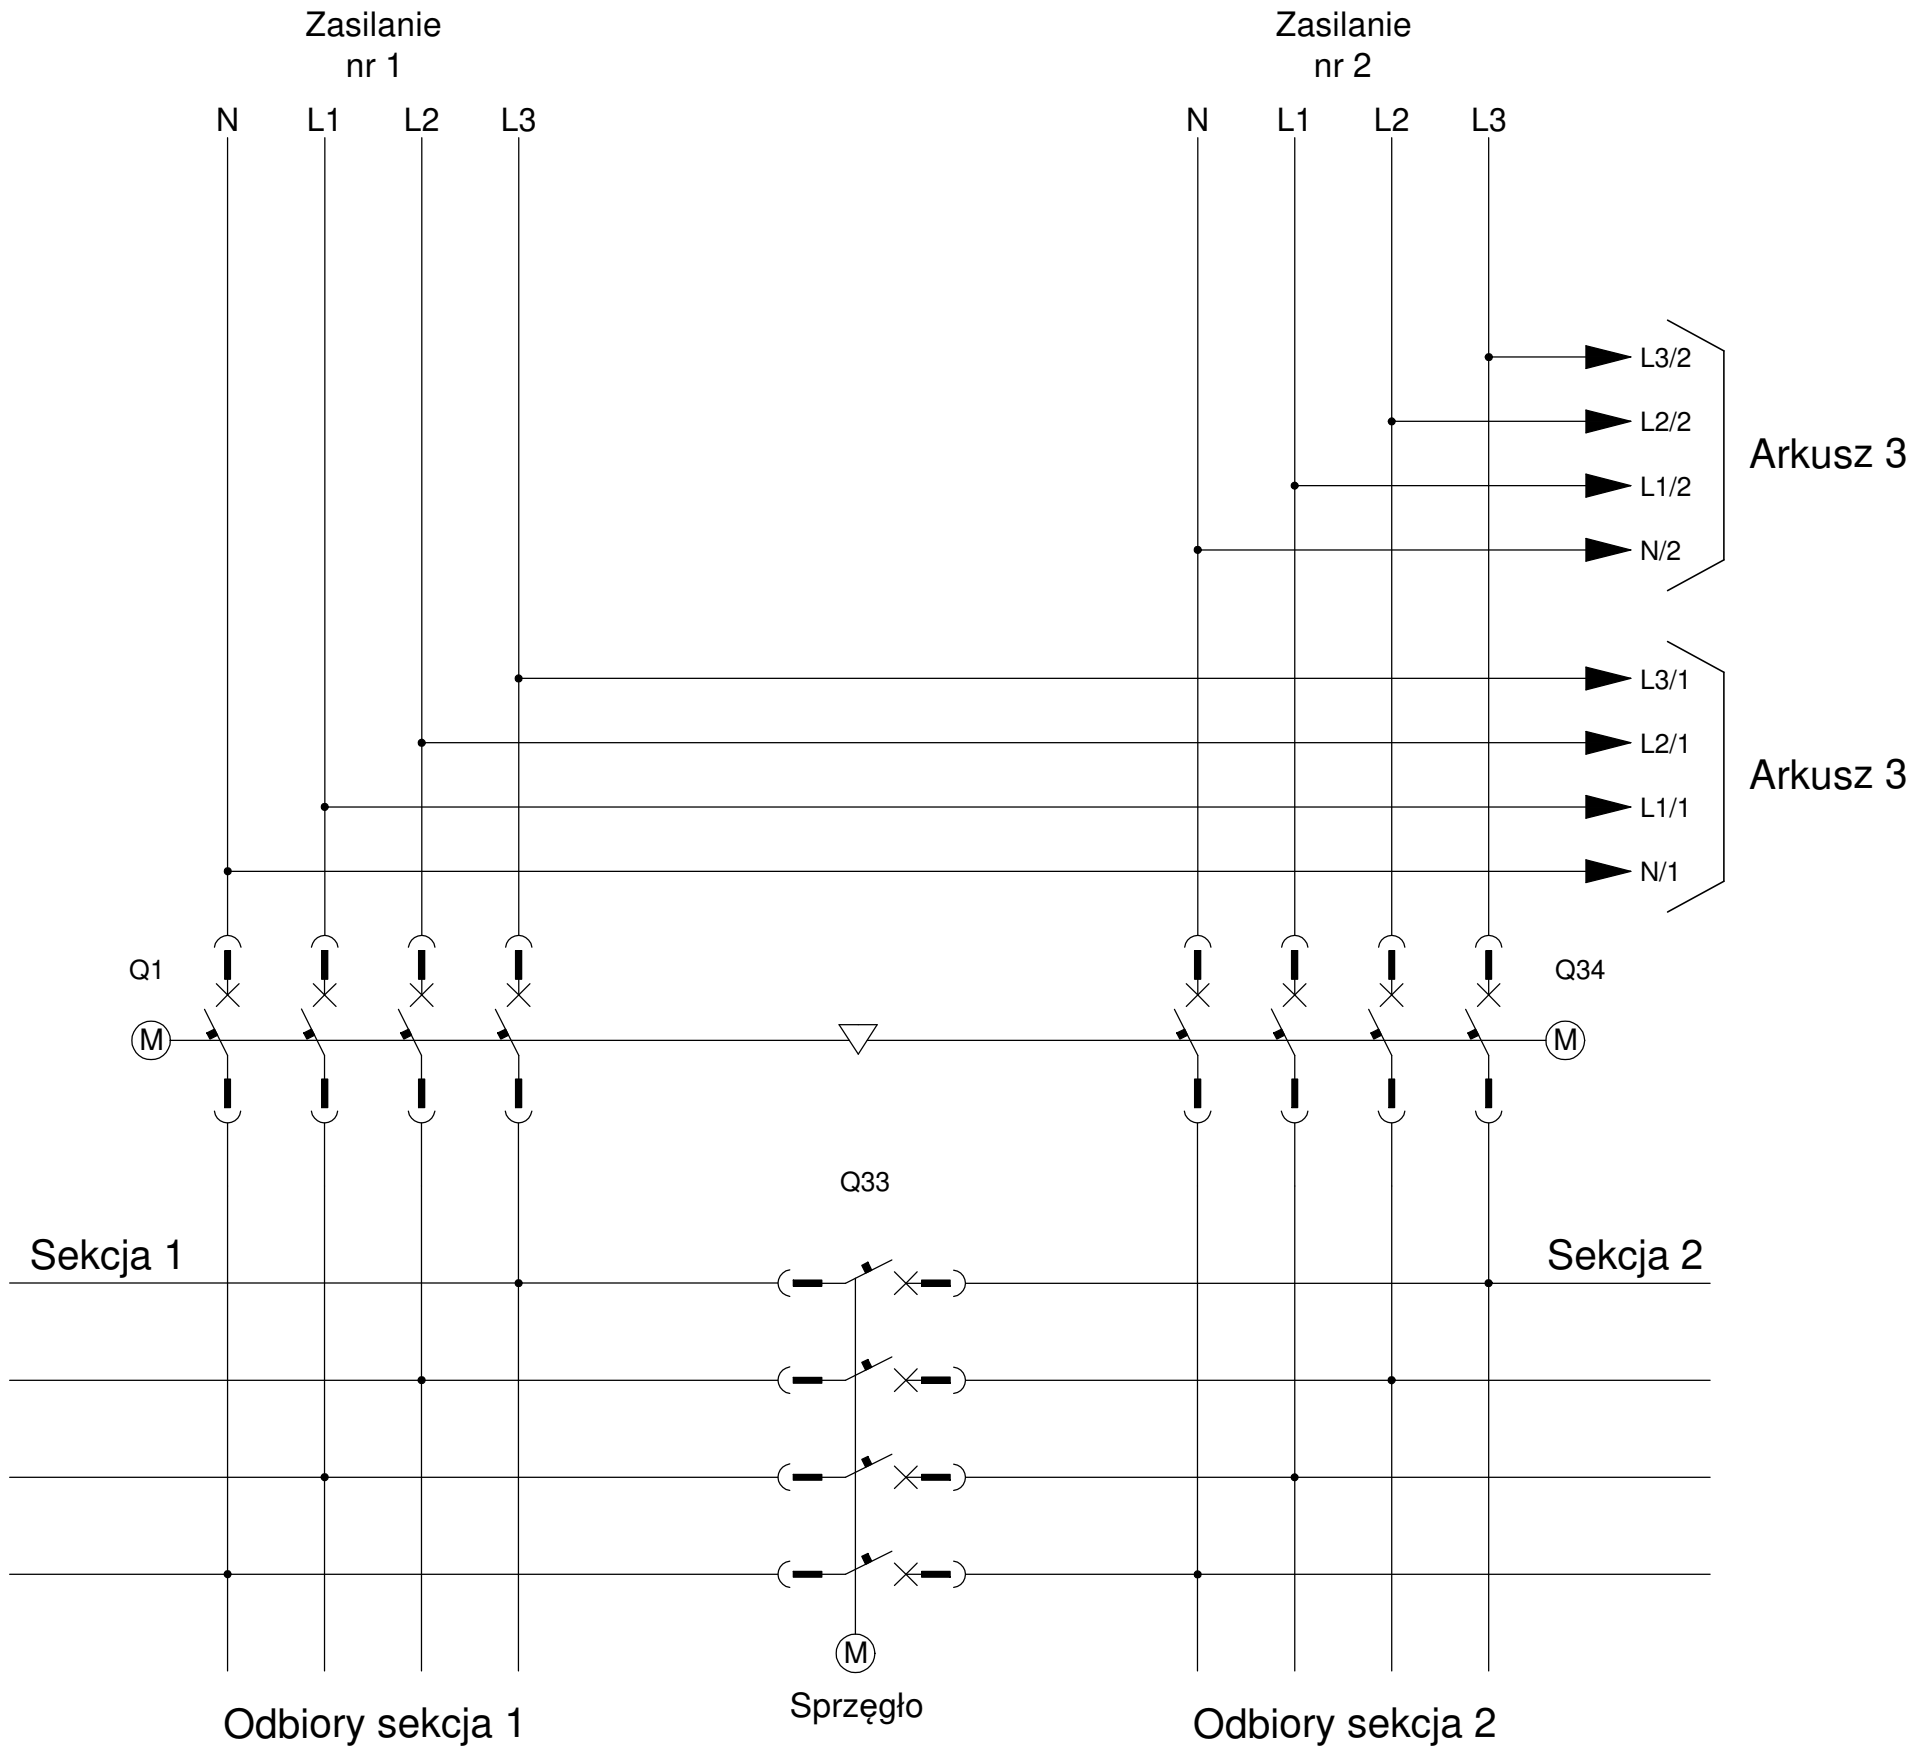 Zasilanie
nr 1
Zasilanie
nr 2
N L1 L2 L3
N L1 L2 L3
L3/2
L2/2
L1/2
N/2
Arkusz 3
L3/1
L2/1
L1/1
N/1
Arkusz 3
Q1
Q34
M
M
Q33
Sekcja 1
Sekcja 2
M
Sprzęgło
Odbiory sekcja 1
Odbiory sekcja 2